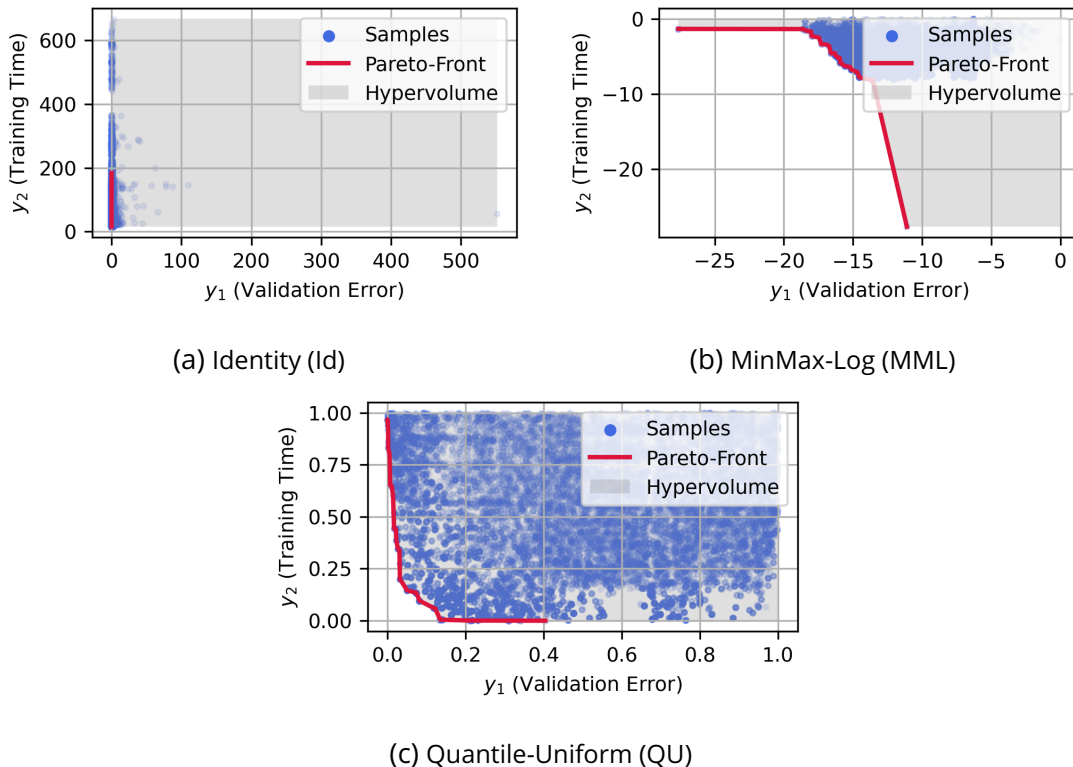 600
400
200
0
y₂ (Training Time)
Samples
Pareto-Front
Hypervolume
0 100 200 300 400 500
y₁ (Validation Error)
(a) Identity (Id)
0
−10
−20
y₂ (Training Time)
Samples
Pareto-Front
Hypervolume
−25 −20 −15 −10 −5 0
y₁ (Validation Error)
(b) MinMax-Log (MML)
1.00
0.75
0.50
0.25
0.00
y₂ (Training Time)
Samples
Pareto-Front
Hypervolume
0.0 0.2 0.4 0.6 0.8 1.0
y₁ (Validation Error)
(c) Quantile-Uniform (QU)